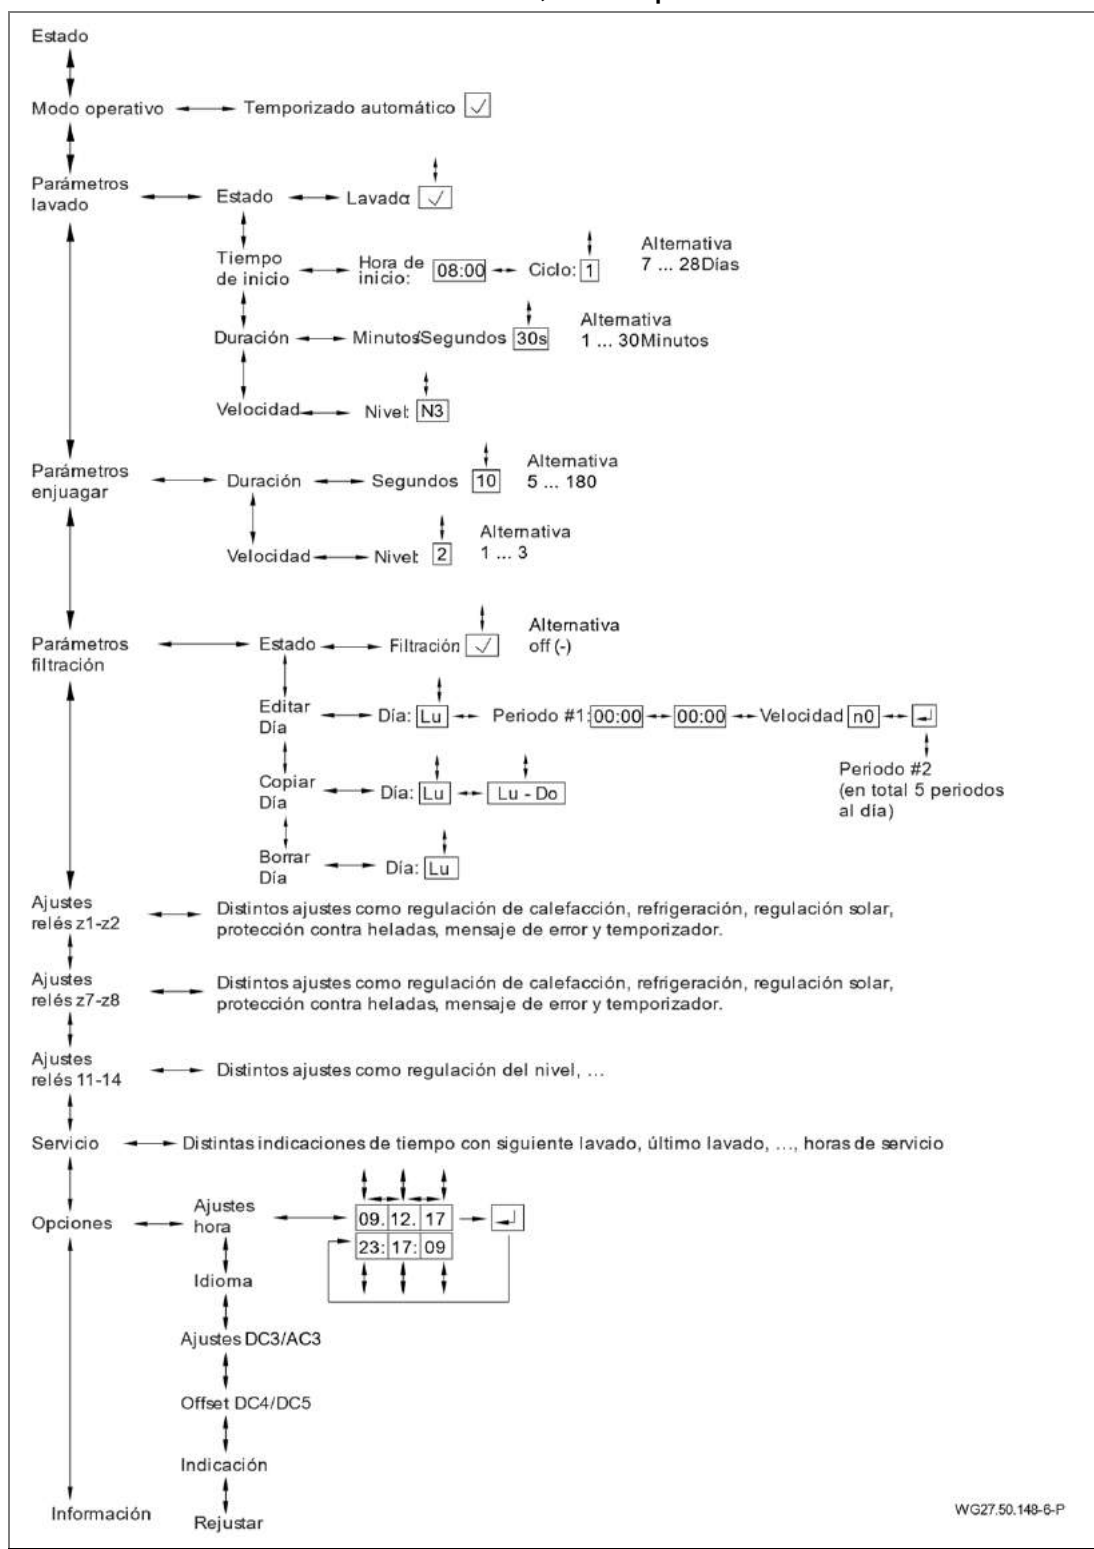 Estado
Modo operativo
Temporizado automático
Parámetros
lavado
Estado
Lavado:
Tiempo
de inicio
Hora de
inicio:
08:00
Ciclo:
1
Alternativa
7 ... 28Días
Duración
Minutos/Segundos
30s
Alternativa
1 ... 30Minutos
Velocidad
Nivel:
N3
Parámetros
enjuagar
Duración
Segundos
10
Alternativa
5 ... 180
Velocidad
Nivel:
2
Alternativa
1 ... 3
Parámetros
filtración
Estado
Filtración
Alternativa
off (-)
Editar
Día
Día: Lu
Periodo #1: 00:00
00:00
Velocidad n0
Periodo #2
(en total 5 periodos
al día)
Copiar
Día
Día: Lu
Lu - Do
Borrar
Día
Día: Lu
Ajustes
relés z1-z2
Distintos ajustes como regulación de calefacción, refrigeración, regulación solar,
protección contra heladas, mensaje de error y temporizador.
Ajustes
relés z7-z8
Distintos ajustes como regulación de calefacción, refrigeración, regulación solar,
protección contra heladas, mensaje de error y temporizador.
Ajustes
relés 11-14
Distintos ajustes como regulación del nivel, ...
Servicio
Distintas indicaciones de tiempo con siguiente lavado, último lavado, ..., horas de servicio
Opciones
Ajustes
hora
09. 12. 17
23: 17: 09
Idioma
Ajustes DC3/AC3
Offset DC4/DC5
Indicación
Rejustar
Información
WG27.50.148-6-P